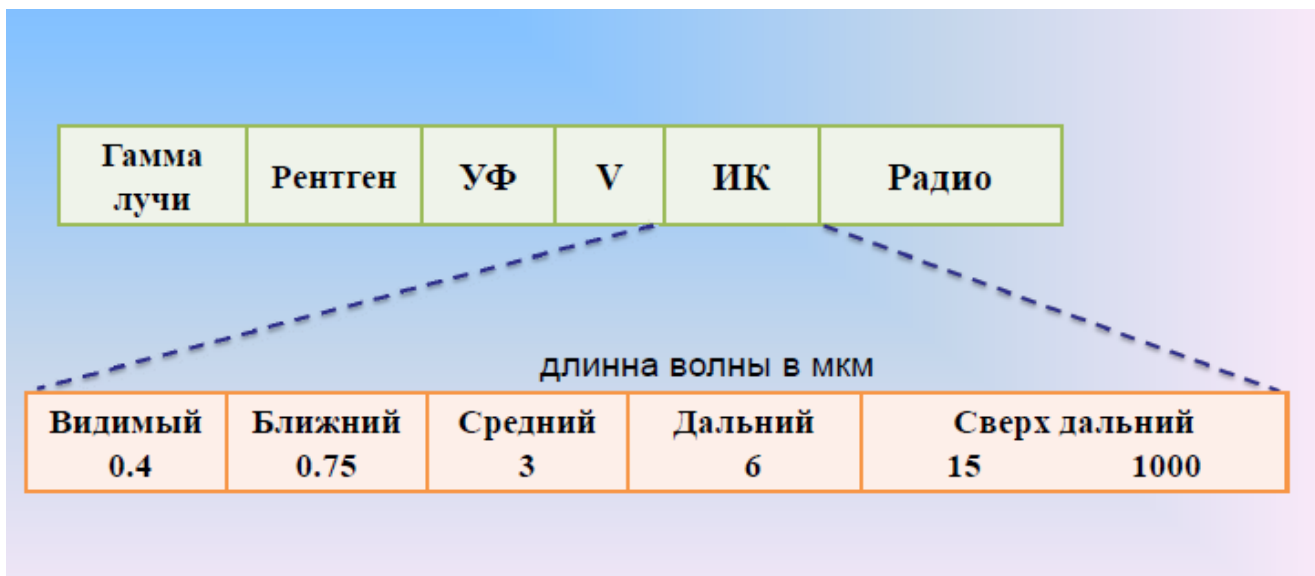 Гамма лучи
Рентген
УФ
V
ИК
Радио
длинна волны в мкм
Видимый
0.4
Ближний
0.75
Средний
3
Дальний
6
Сверх дальний
15 1000